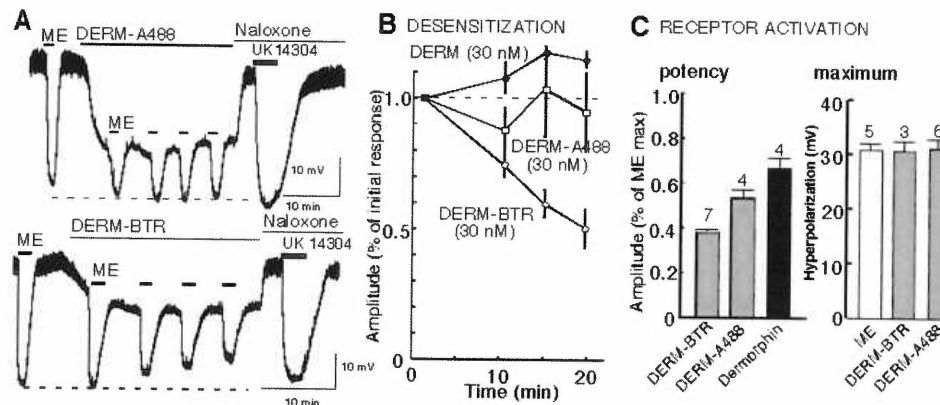 A
ME DERM-A488 Naloxone
UK14304
ME
10 mV
10 min
DERM-BTR Naloxone
ME UK 14304
ME
10 mV
10 min
B DESENSITIZATION
DERM (30 nM)
1.0
DERM-A488
(30 nM)
DERM-BTR
(30 nM)
0.5
0
0 5 10 15 20
Time (min)
Amplitude (% of initial response)
C RECEPTOR ACTIVATION
potency
Amplitude (% of ME max)
1.0
0.8
0.6
0.4
0.2
0
7
4
4
DERM-BTR
DERM-A488
Dermorphin
maximum
Hyperpolarization (mV)
40
30
20
10
0
5 3 6
ME
DERM-BTR
DERM-A488